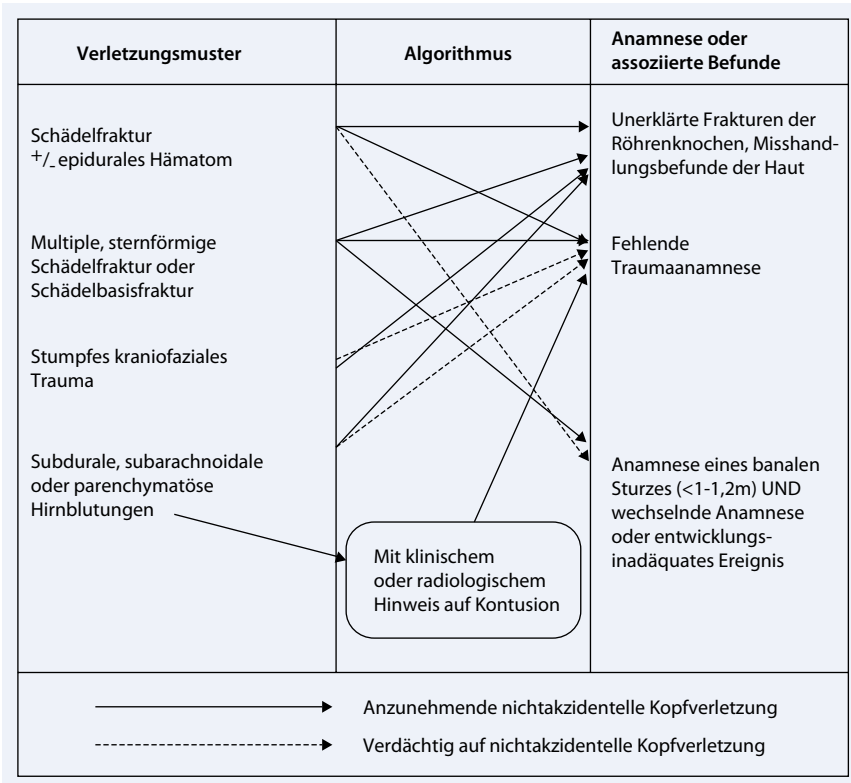 Verletzungsmuster
Algorithmus
Anamnese oder
assoziierte Befunde
Schädelfraktur
+/- epidurales Hämatom
Unerklärte Frakturen der
Röhrenknochen, Misshand-
lungsbefunde der Haut
Multiple, sternförmige
Schädelfraktur oder
Schädelbasisfraktur
Fehlende
Traumaanamnese
Stumpfes kraniofaziales
Trauma
Subdurale, subarachnoidale
oder parenchymatöse
Hirnblutungen
Anamnese eines banalen
Sturzes (<1-1,2m) UND
wechselnde Anamnese
oder entwicklungs-
inadäquates Ereignis
Mit klinischem
oder radiologischem
Hinweis auf Kontusion
Anzunehmende nichtakzidentelle Kopfverletzung
Verdächtig auf nichtakzidentelle Kopfverletzung